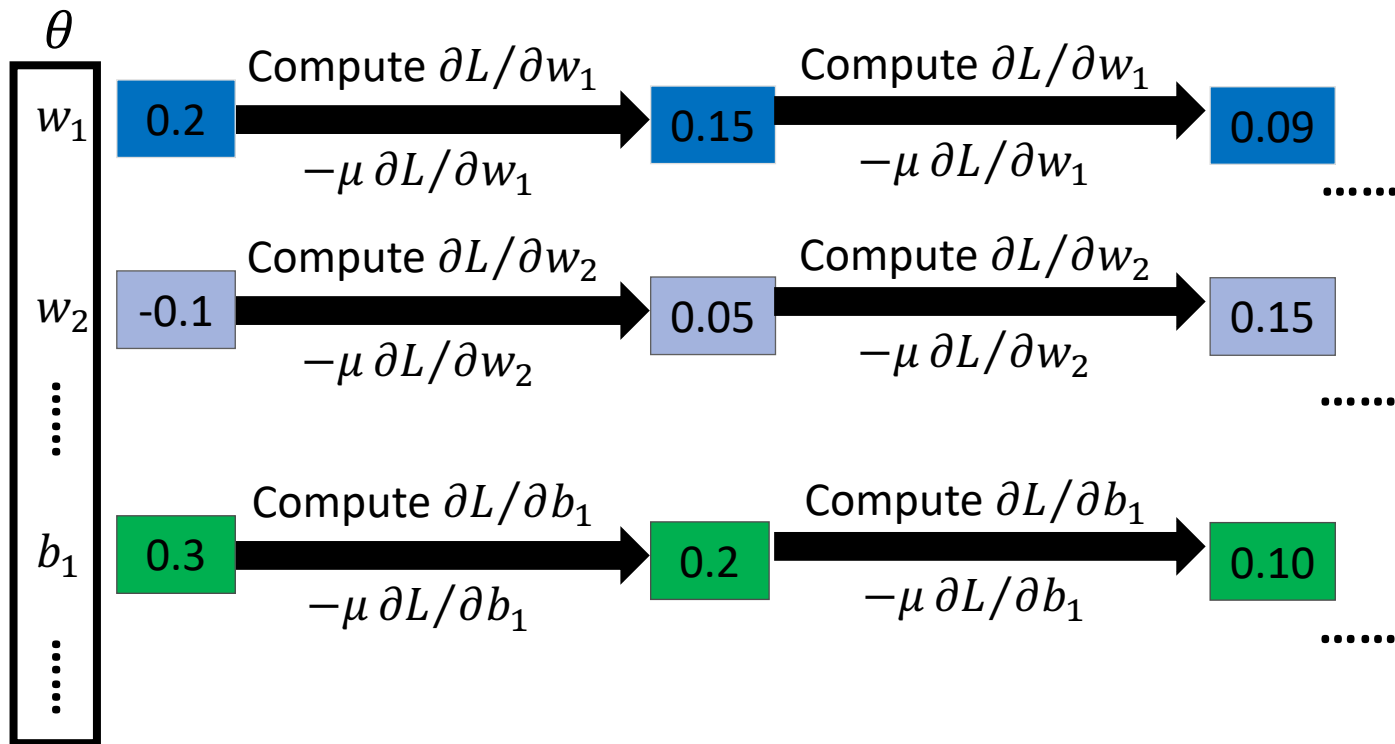 θ
Compute ∂L/∂w₁ Compute ∂L/∂w₁
w₁ 0.2 0.15 0.09
−μ ∂L/∂w₁ −μ ∂L/∂w₁
......
Compute ∂L/∂w₂ Compute ∂L/∂w₂
w₂ -0.1 0.05 0.15
−μ ∂L/∂w₂ −μ ∂L/∂w₂
...... ......
Compute ∂L/∂b₁ Compute ∂L/∂b₁
b₁ 0.3 0.2 0.10
−μ ∂L/∂b₁ −μ ∂L/∂b₁
...... ......